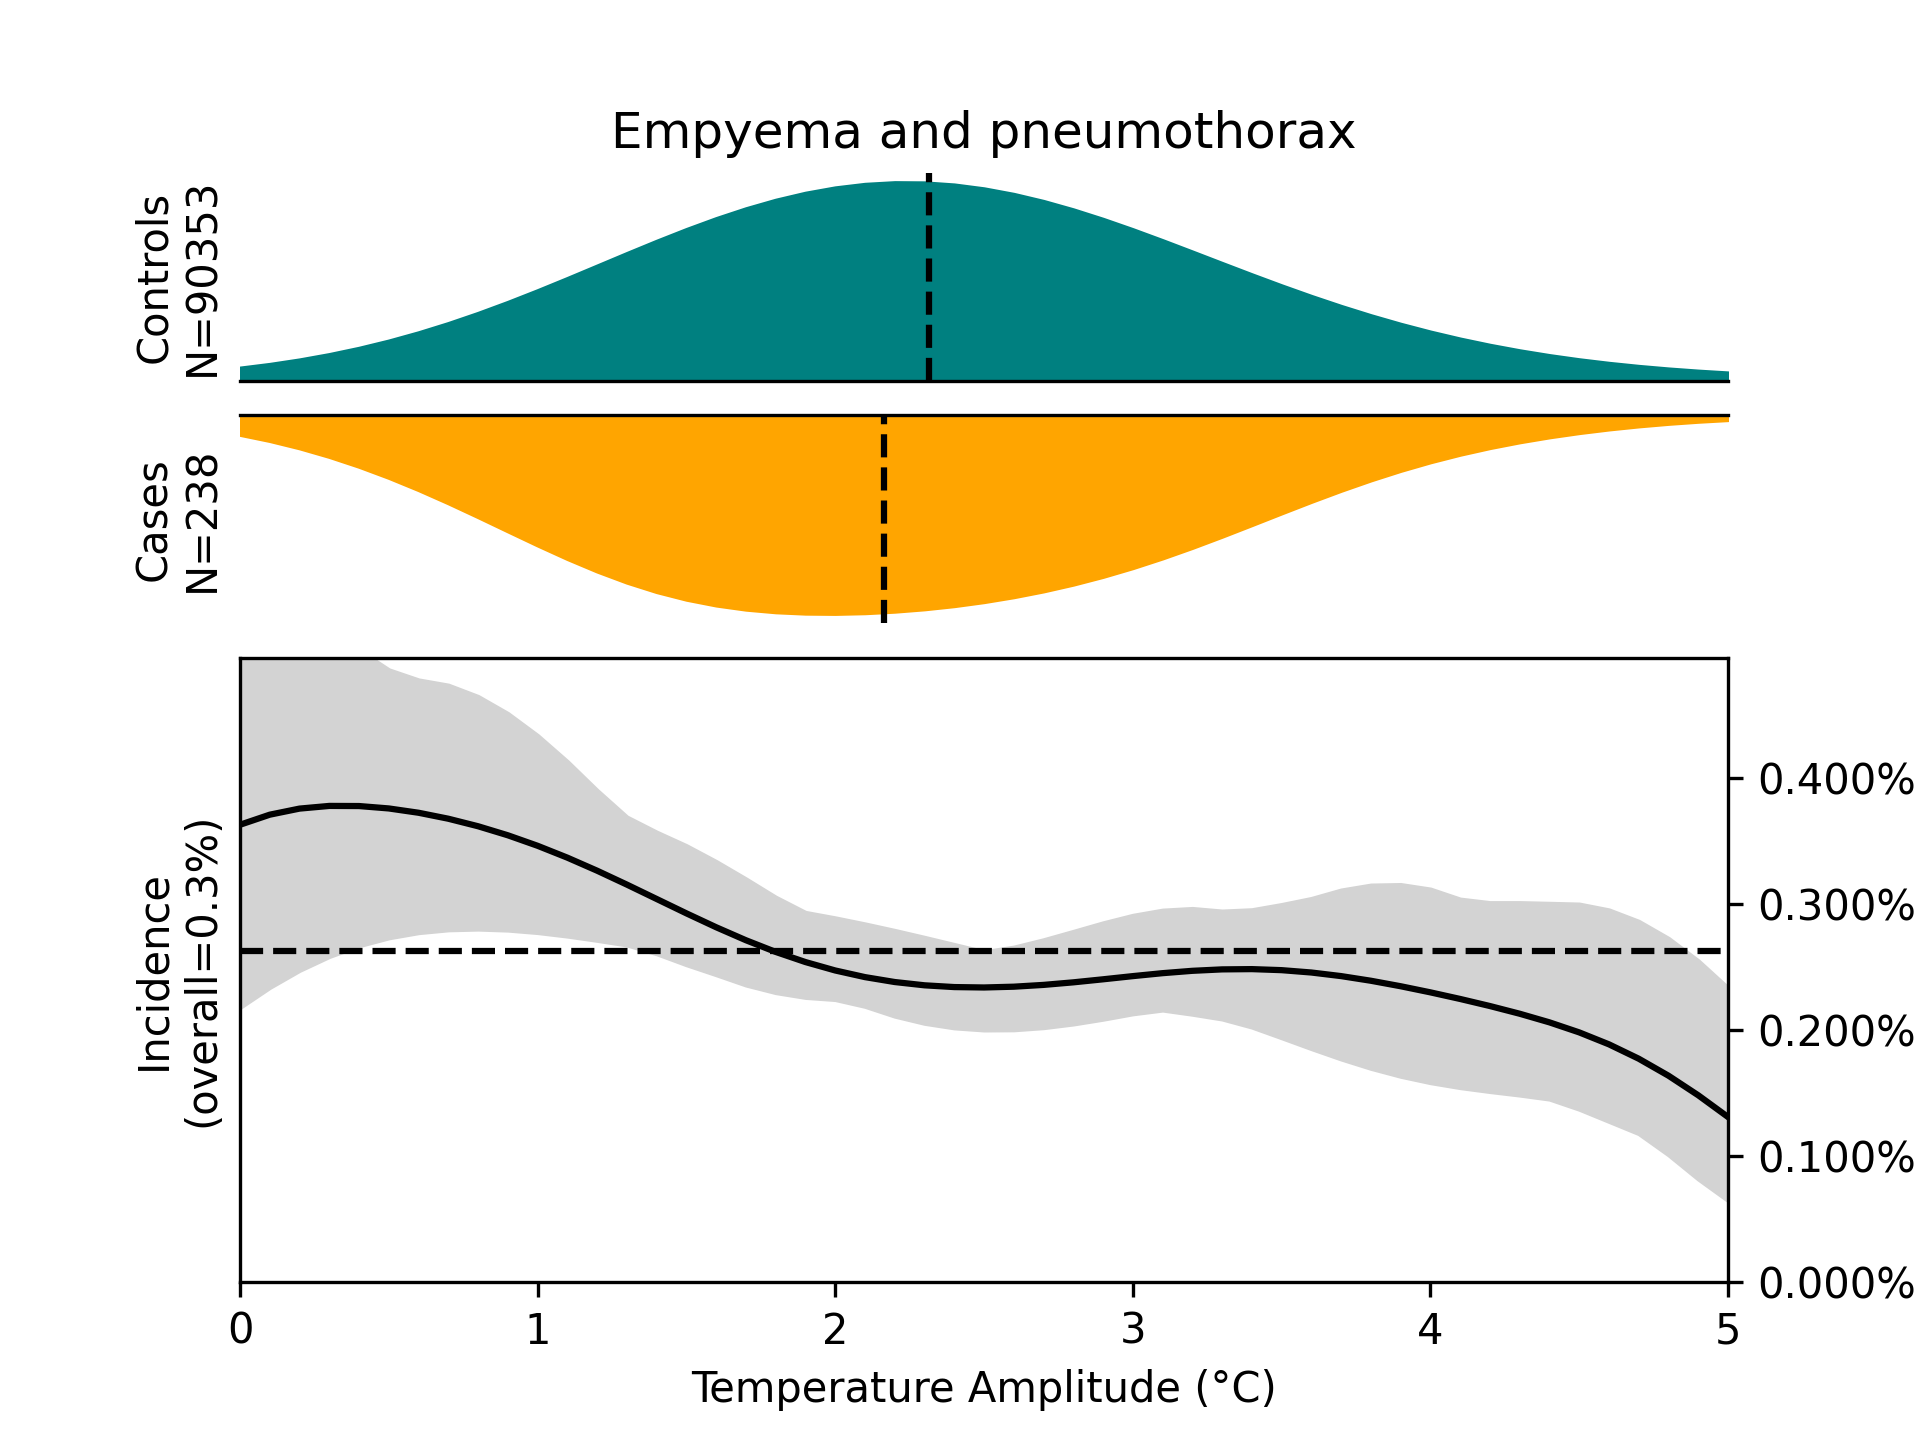 Empyema and pneumothorax
Controls
N=90353
Cases
N=238
Incidence
(overall=0.3%)
0.400%
0.300%
0.200%
0.100%
0.000%
0 1 2 3 4 5
Temperature Amplitude (°C)